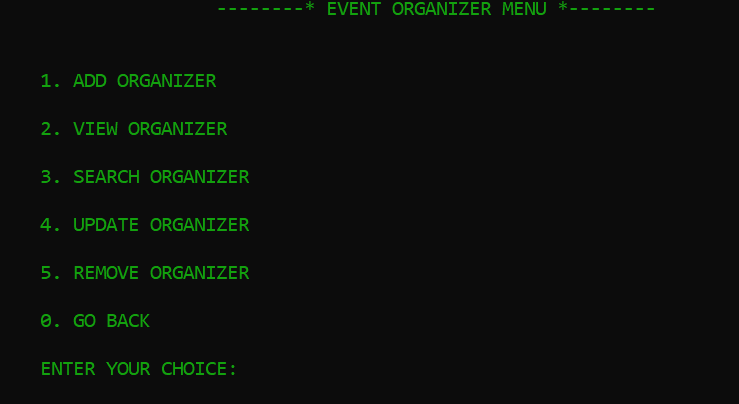 --------* EVENT ORGANIZER MENU *--------
1. ADD ORGANIZER
2. VIEW ORGANIZER
3. SEARCH ORGANIZER
4. UPDATE ORGANIZER
5. REMOVE ORGANIZER
0. GO BACK
ENTER YOUR CHOICE: